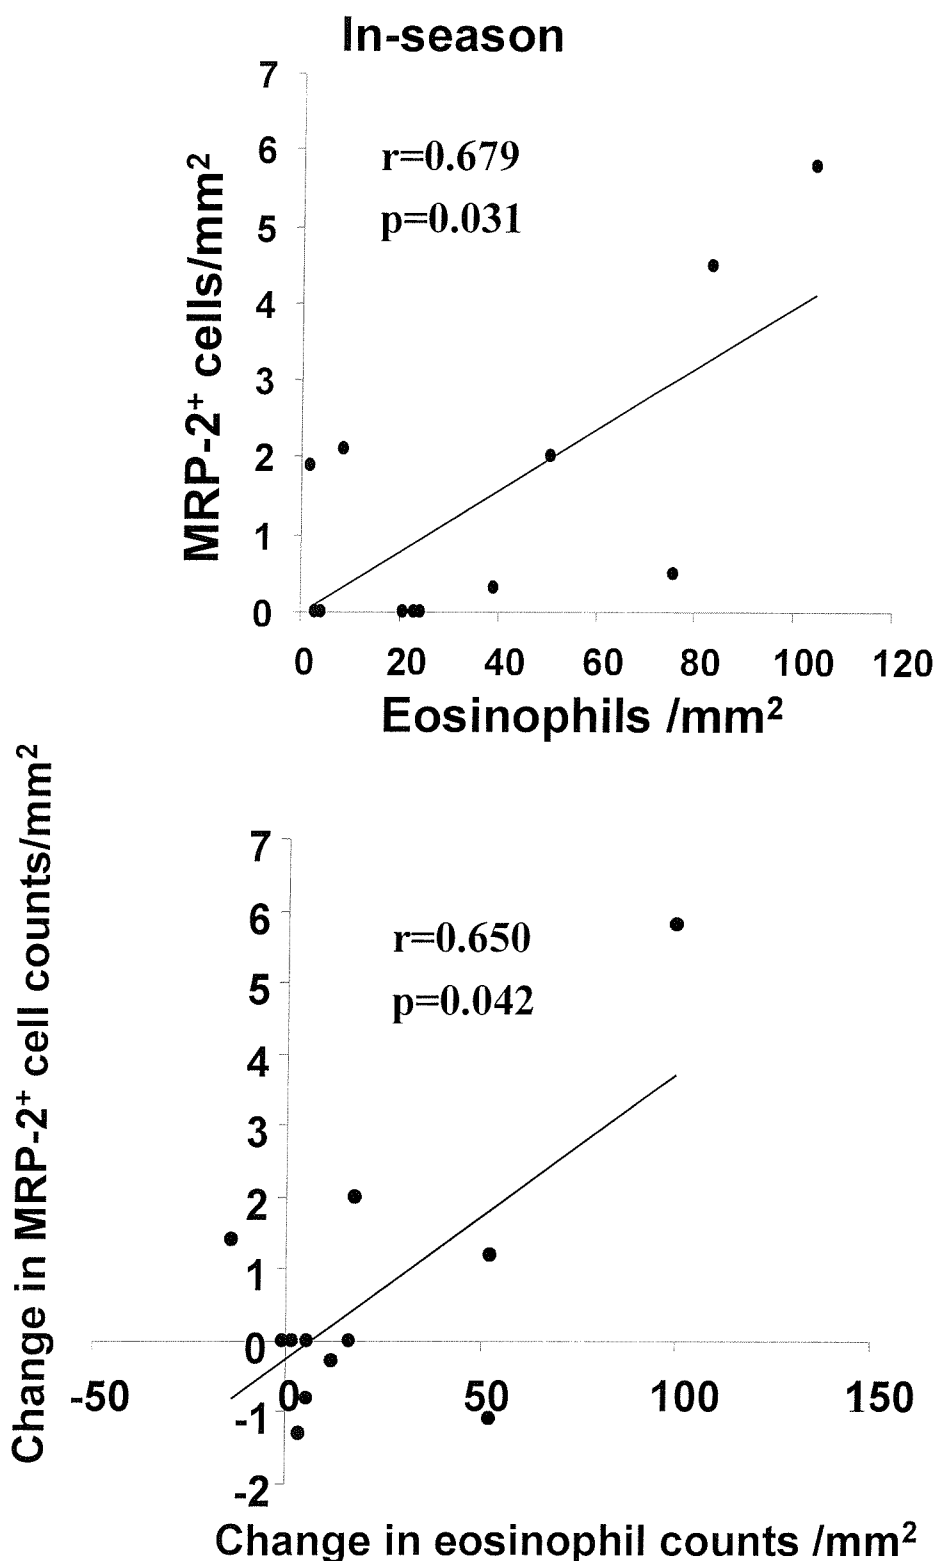 In-season
7
6
5
4
3
2
1
0
r=0.679
p=0.031
MRP-2⁺ cells/mm²
0 20 40 60 80 100 120
Eosinophils /mm²
Change in MRP-2⁺ cell counts/mm²
7
6
5
4
3
2
1
0
-1
-2
r=0.650
p=0.042
-50 0 50 100 150
Change in eosinophil counts /mm²